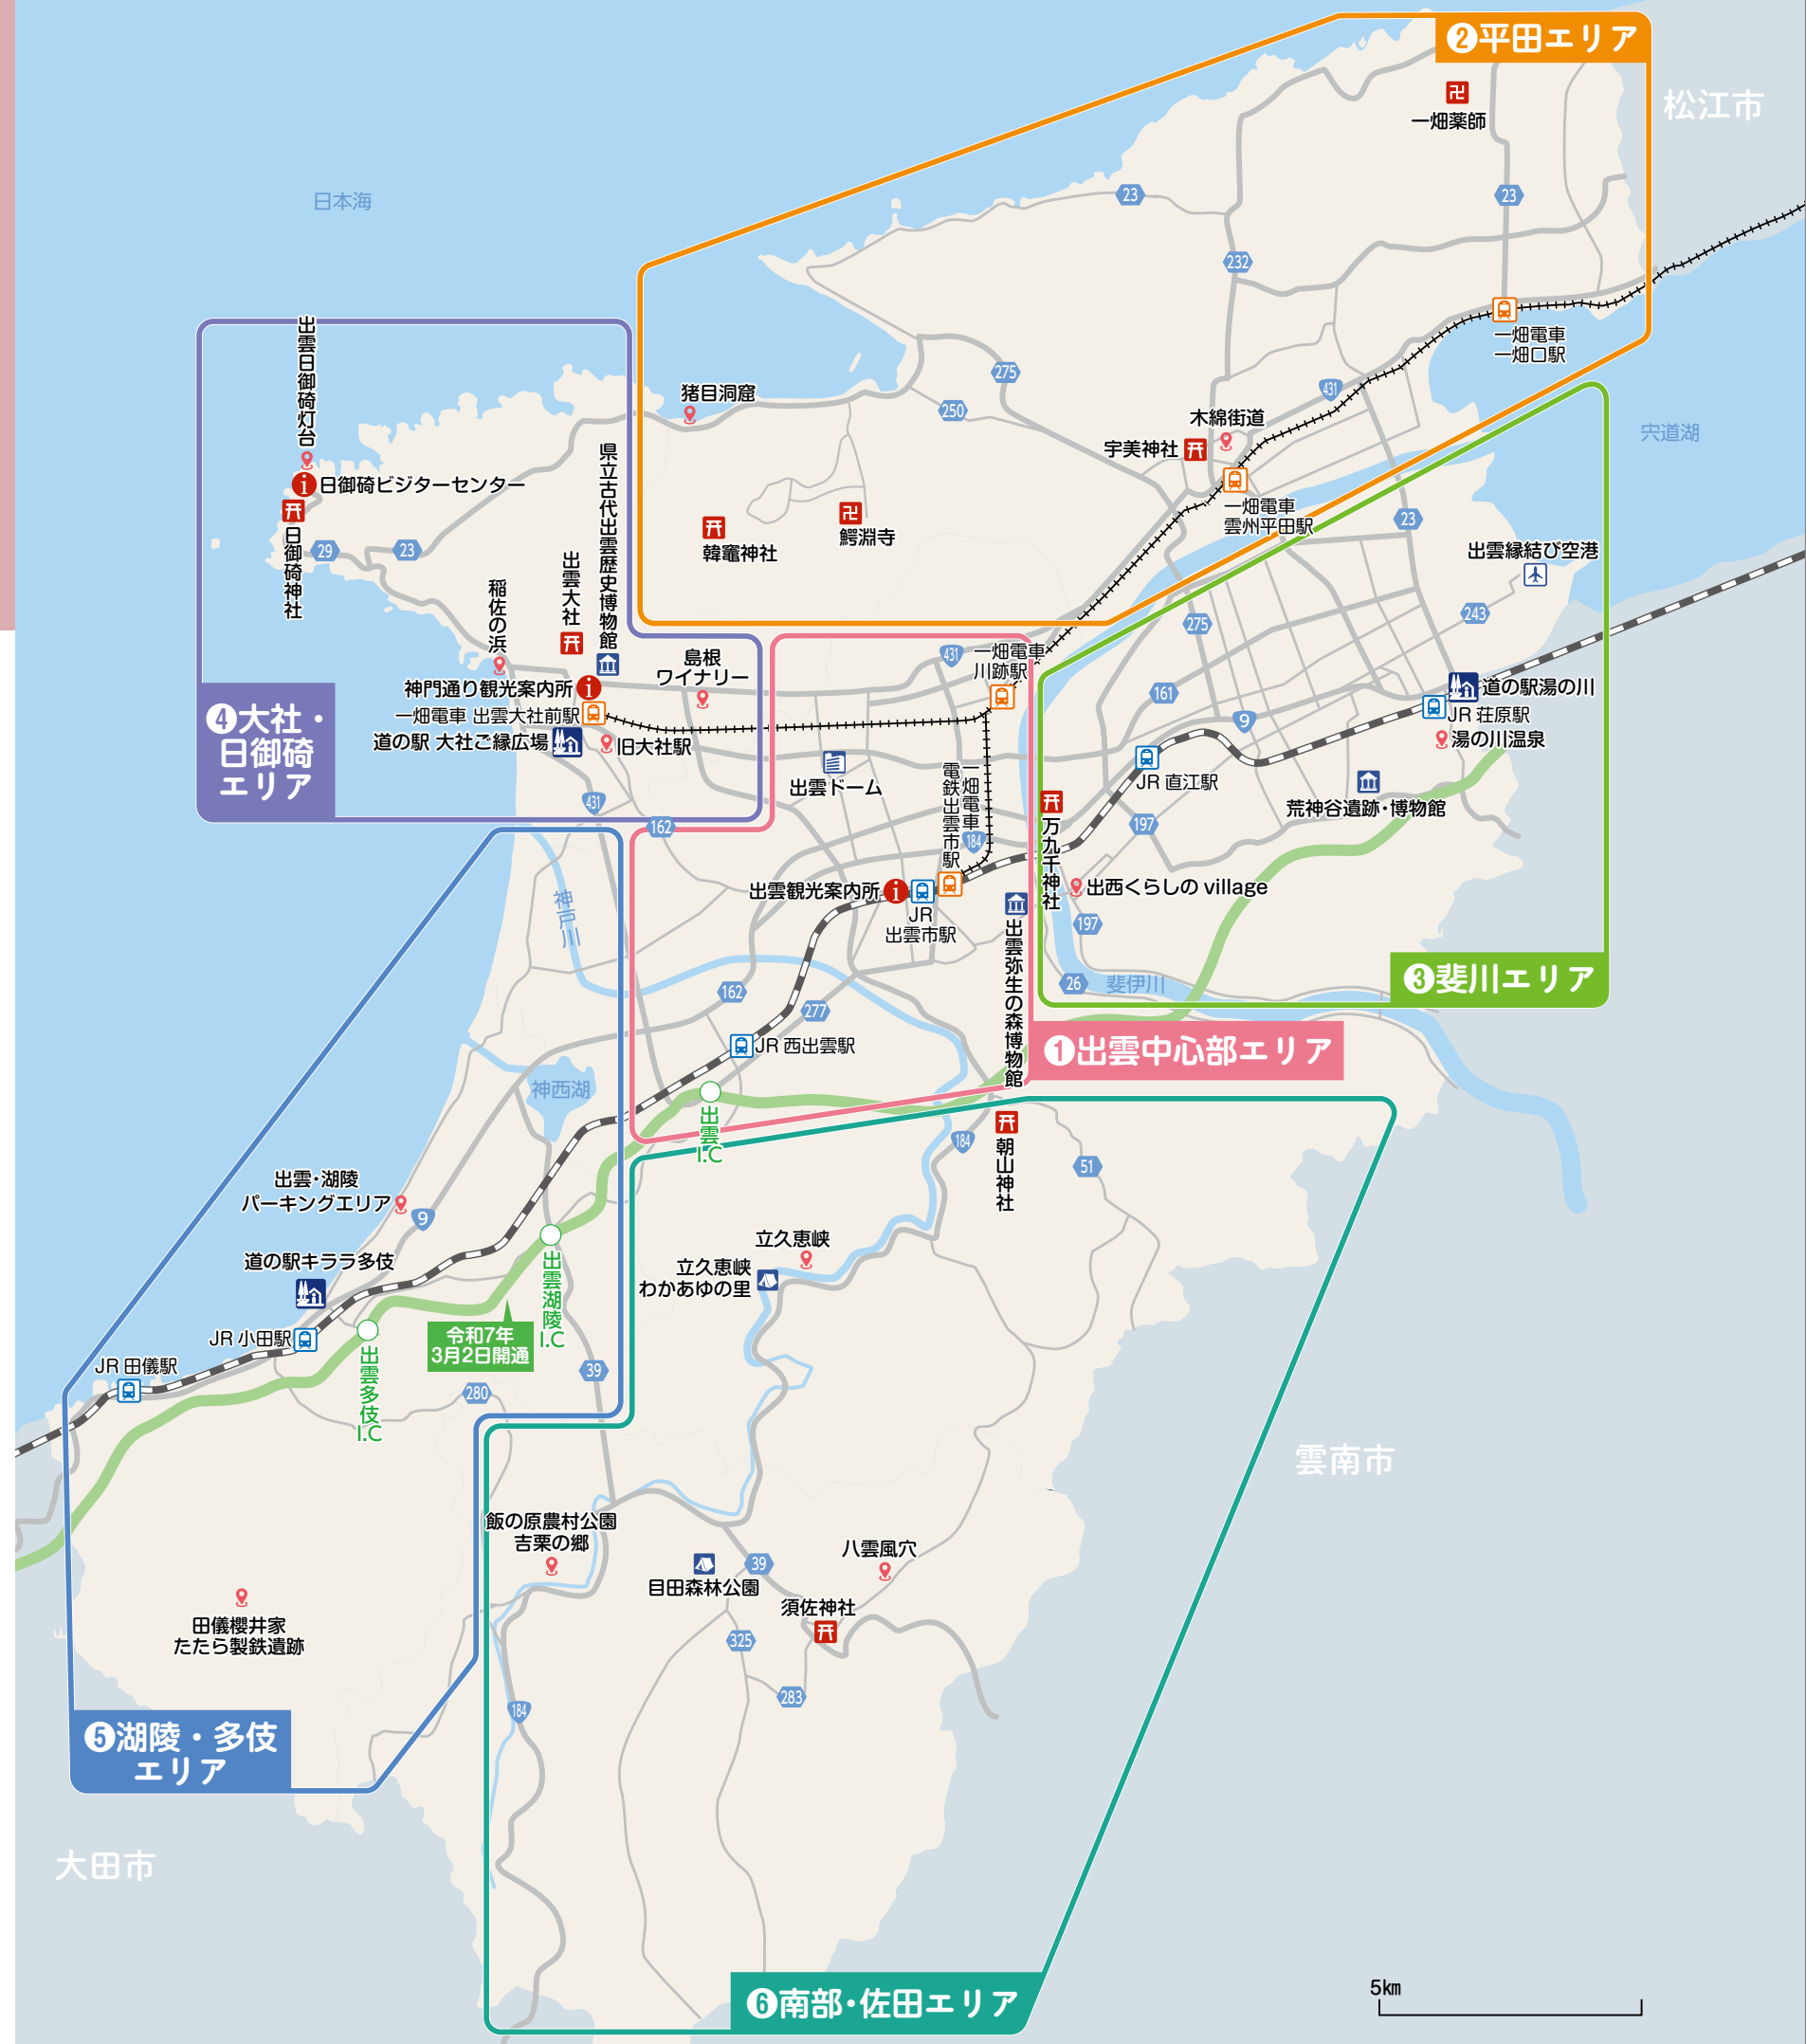 ❷平田エリア
松江市
一畑薬師
日本海
23
23
232
一畑電車
一畑口駅
出雲日御碕灯台
猪目洞窟
275
250
431
木綿街道
宇美神社
宍道湖
日御碕ビジターセンター
県立古代出雲歴史博物館
一畑電車
雲州平田駅
23
日御碕神社
29
23
韓竈神社
鰐淵寺
出雲縁結び空港
稲佐の浜
出雲大社
243
275
島根
ワイナリー
431
一畑電車
川跡駅
神門通り観光案内所
一畑電車 出雲大社前駅
道の駅 大社ご縁広場
旧大社駅
161
9
道の駅湯の川
JR 荘原駅
湯の川温泉
❹大社・
日御碕
エリア
出雲ドーム
一畑電車
電鉄出雲市駅
JR 直江駅
荒神谷遺跡・博物館
431
162
184
万九千神社
197
出雲観光案内所
JR
出雲市駅
出西くらしの village
神戸川
出雲弥生の森博物館
197
26
斐伊川
❸斐川エリア
162
277
JR 西出雲駅
❶出雲中心部エリア
神西湖
出雲
I.C
184
朝山神社
51
出雲・湖陵
パーキングエリア
9
立久恵峡
立久恵峡
わかあゆの里
道の駅キララ多伎
出雲湖陵
I.C
令和7年
3月2日開通
JR 小田駅
JR 田儀駅
出雲多伎
I.C
39
280
雲南市
飯の原農村公園
吉栗の郷
目田森林公園
39
八雲風穴
須佐神社
田儀櫻井家
たたら製鉄遺跡
325
283
184
❺湖陵・多伎
エリア
大田市
❻南部・佐田エリア
5㎞